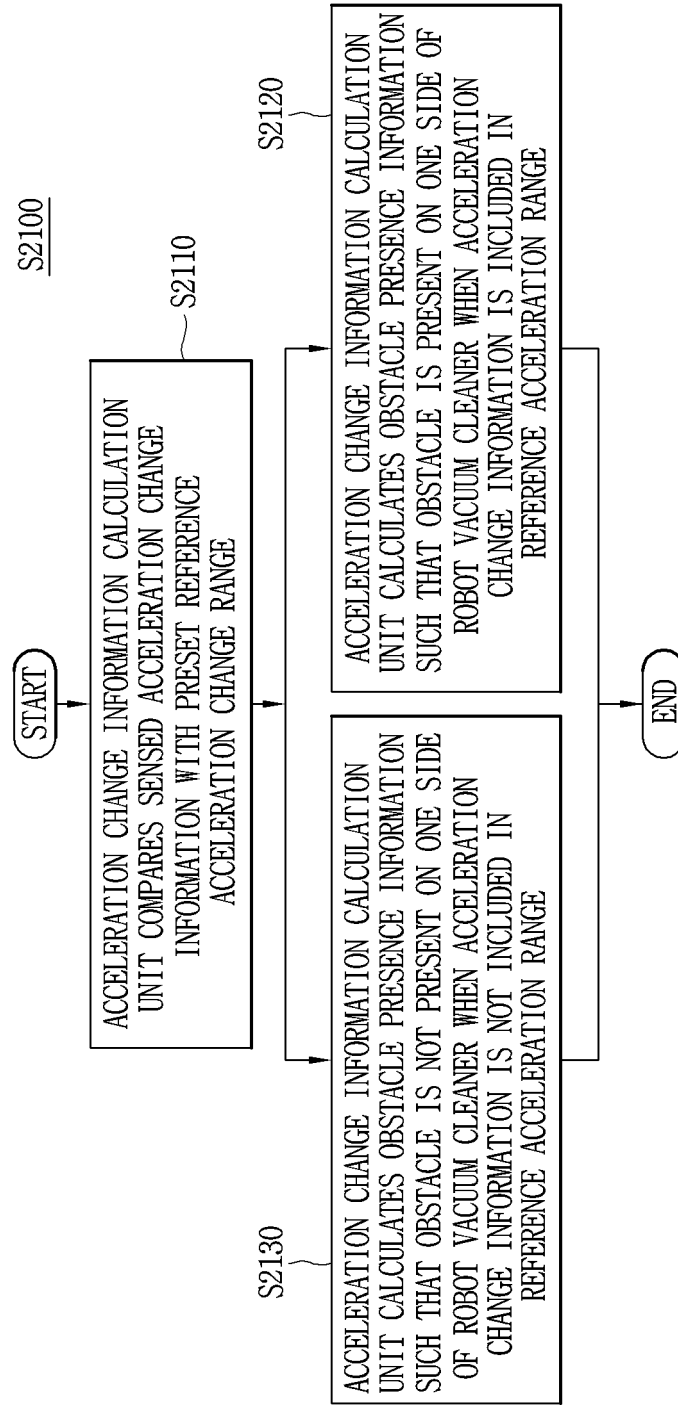 S2100
START
S2110
ACCELERATION CHANGE INFORMATION CALCULATION
UNIT COMPARES SENSED ACCELERATION CHANGE
INFORMATION WITH PRESET REFERENCE
ACCELERATION CHANGE RANGE
S2130
ACCELERATION CHANGE INFORMATION CALCULATION
UNIT CALCULATES OBSTACLE PRESENCE INFORMATION
SUCH THAT OBSTACLE IS NOT PRESENT ON ONE SIDE
OF ROBOT VACUUM CLEANER WHEN ACCELERATION
CHANGE INFORMATION IS NOT INCLUDED IN
REFERENCE ACCELERATION RANGE
S2120
ACCELERATION CHANGE INFORMATION CALCULATION
UNIT CALCULATES OBSTACLE PRESENCE INFORMATION
SUCH THAT OBSTACLE IS PRESENT ON ONE SIDE OF
ROBOT VACUUM CLEANER WHEN ACCELERATION
CHANGE INFORMATION IS INCLUDED IN
REFERENCE ACCELERATION RANGE
END